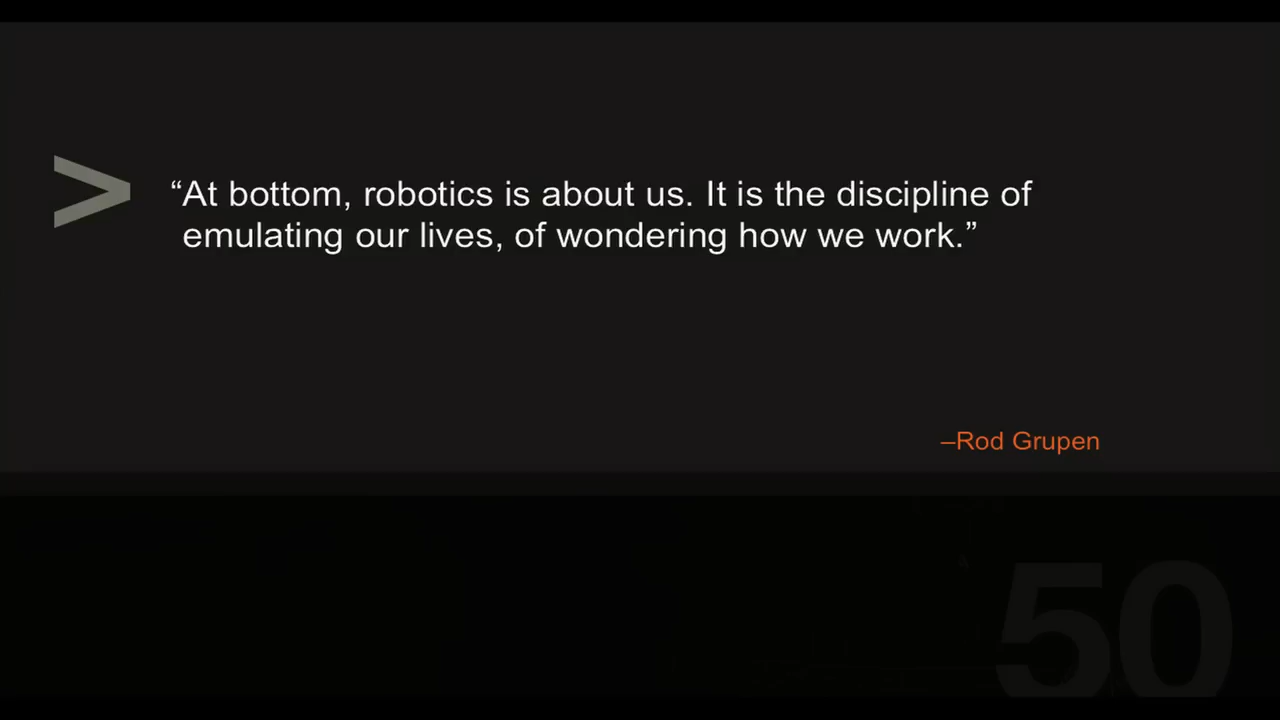 >
“At bottom, robotics is about us. It is the discipline of
emulating our lives, of wondering how we work.”
–Rod Grupen
50